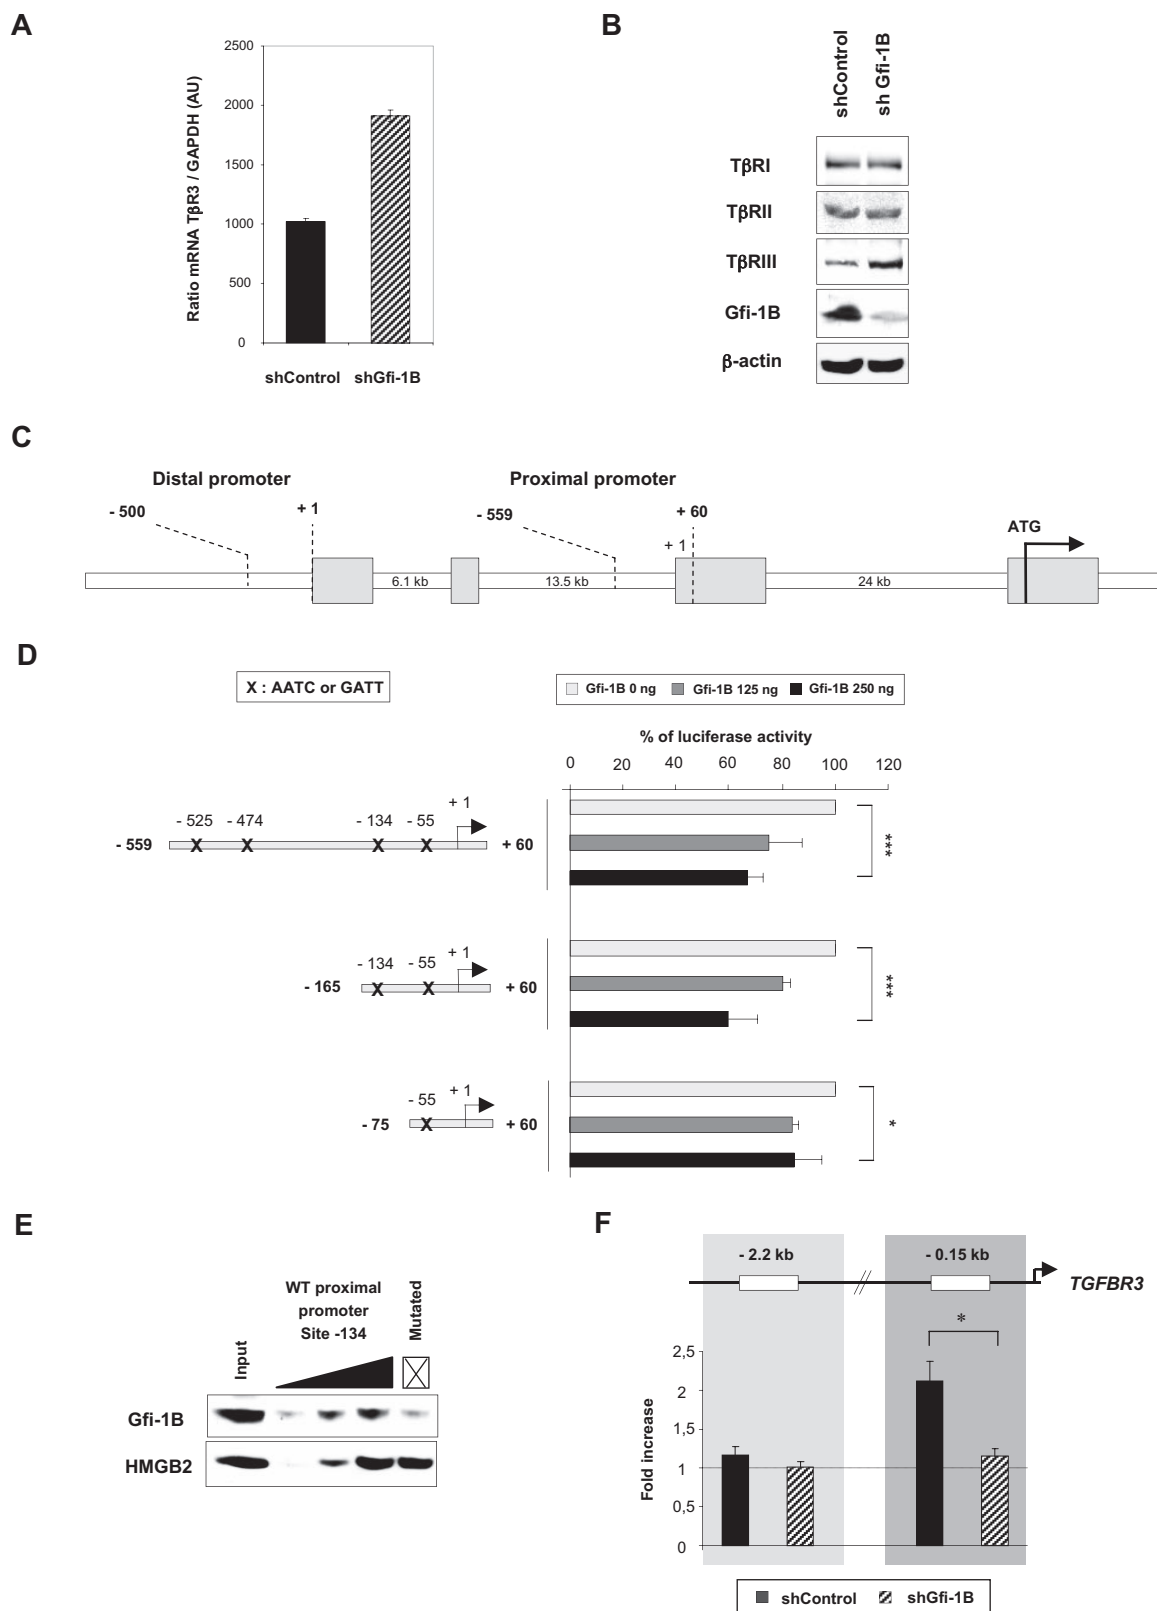 A
Ratio mRNA TβR3 / GAPDH (AU)
2500
2000
1500
1000
500
0
shControl
shGfi-1B
B
shControl
sh Gfi-1B
TβRI
TβRII
TβRIII
Gfi-1B
β-actin
C
Distal promoter
Proximal promoter
- 500
+ 1
- 559
+ 60
+ 1
ATG
6.1 kb
13.5 kb
24 kb
D
X : AATC or GATT
Gfi-1B 0 ng
Gfi-1B 125 ng
Gfi-1B 250 ng
% of luciferase activity
0 20 40 60 80 100 120
- 525 - 474 - 134 - 55 + 1
- 559 X X X X + 60
***
- 134 - 55 + 1
- 165 X X + 60
***
- 55 + 1
- 75 X + 60
*
E
Input
WT proximal
promoter
Site -134
Mutated
Gfi-1B
HMGB2
F
- 2.2 kb
- 0.15 kb
//
TGFBR3
*
Fold increase
2,5
2
1,5
1
0,5
0
shControl
shGfi-1B